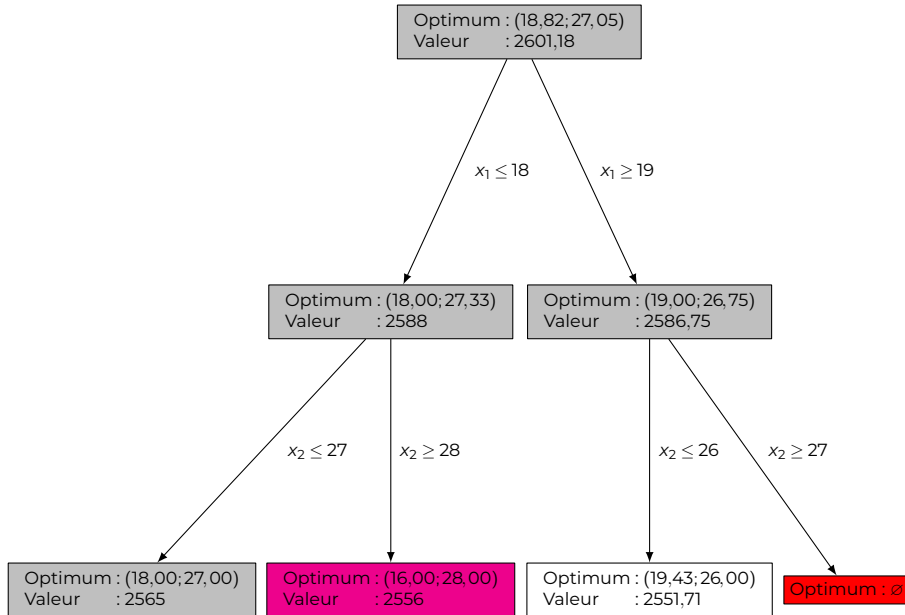 Optimum : (18,82;27,05)
Valeur : 2601,18
x₁ ≤ 18
x₁ ≥ 19
Optimum : (18,00;27,33)
Valeur : 2588
Optimum : (19,00;26,75)
Valeur : 2586,75
x₂ ≤ 27
x₂ ≥ 28
x₂ ≤ 26
x₂ ≥ 27
Optimum : (18,00;27,00)
Valeur : 2565
Optimum : (16,00;28,00)
Valeur : 2556
Optimum : (19,43;26,00)
Valeur : 2551,71
Optimum : ∅